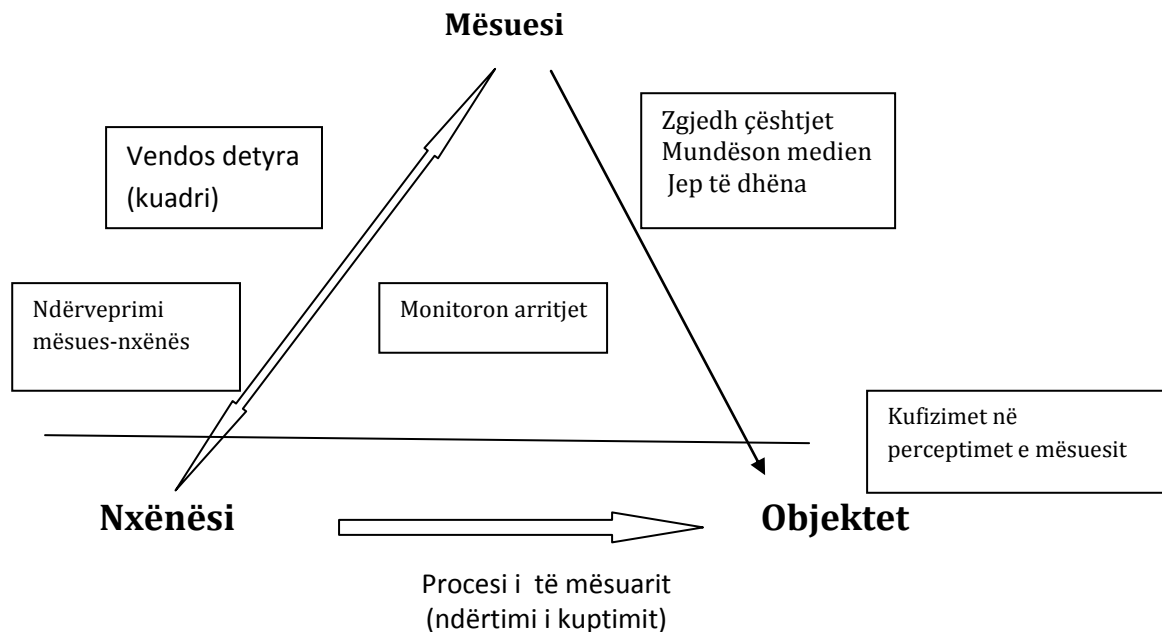 Mësuesi
Vendos detyra
(kuadri)
Zgjedh çështjet
Mundëson medien
Jep të dhëna
Ndërveprimi
mësues-nxënës
Monitoron arritjet
Kufizimet në
perceptimet e mësuesit
Nxënësi
Objektet
Procesi i të mësuarit
(ndërtimi i kuptimit)